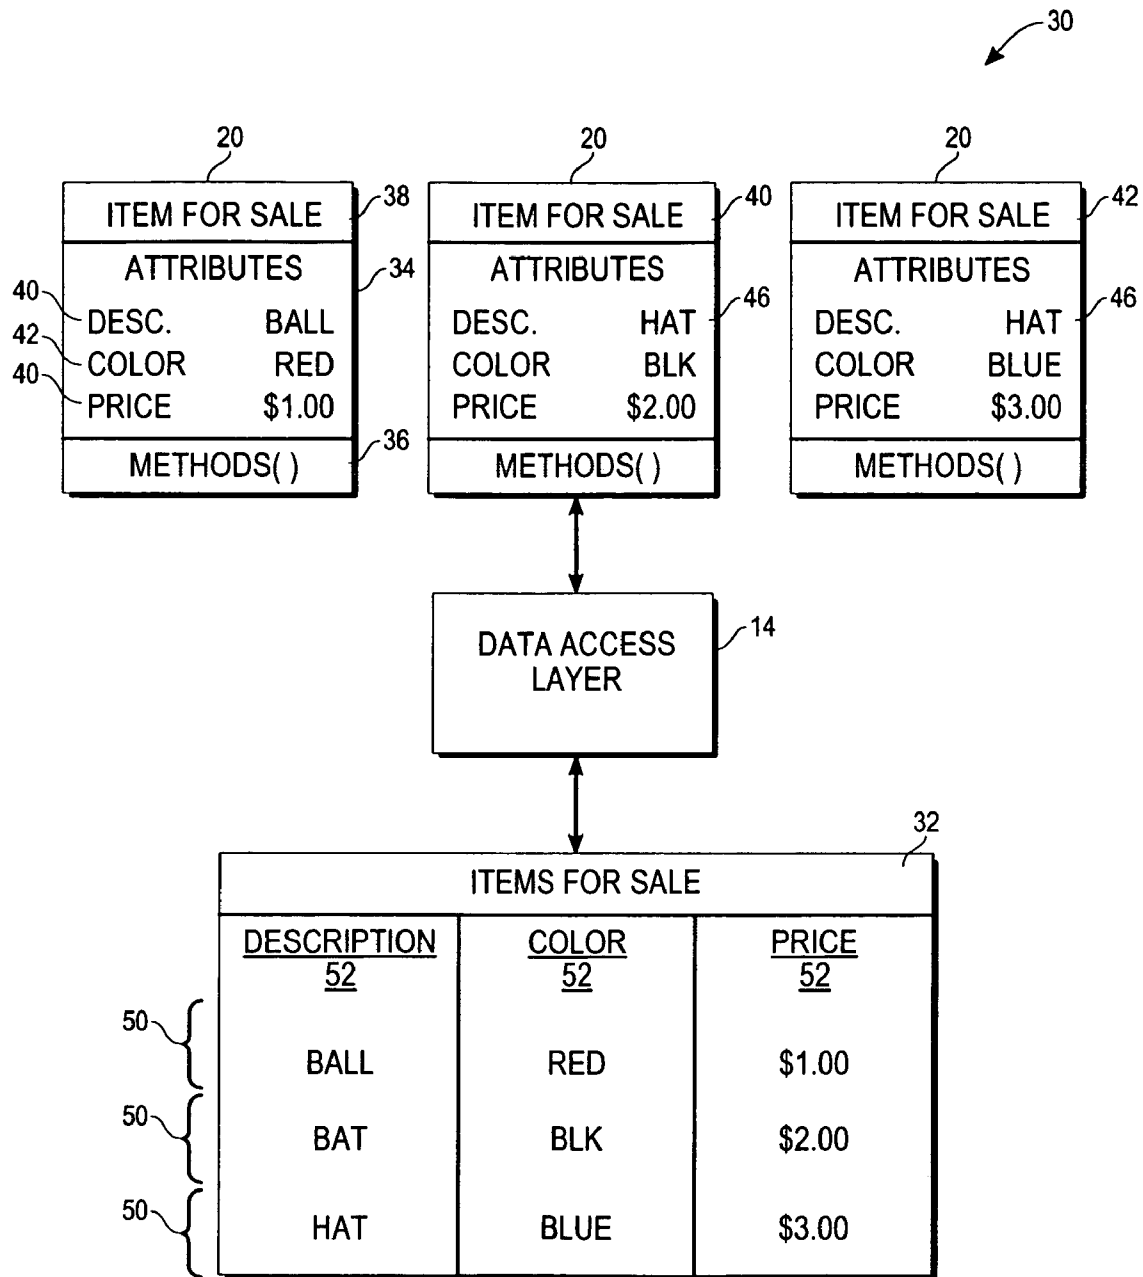 30
20 20 20
ITEM FOR SALE 38 ITEM FOR SALE 40 ITEM FOR SALE 42
ATTRIBUTES 34 ATTRIBUTES ATTRIBUTES
40 DESC. BALL DESC. HAT 46 DESC. HAT 46
42 COLOR RED COLOR BLK COLOR BLUE
40 PRICE $1.00 PRICE $2.00 PRICE $3.00
METHODS( ) 36 METHODS( ) METHODS( )
DATA ACCESS 14
LAYER
32
ITEMS FOR SALE
DESCRIPTION COLOR PRICE
52 52 52
50 BALL RED $1.00
50 BAT BLK $2.00
50 HAT BLUE $3.00